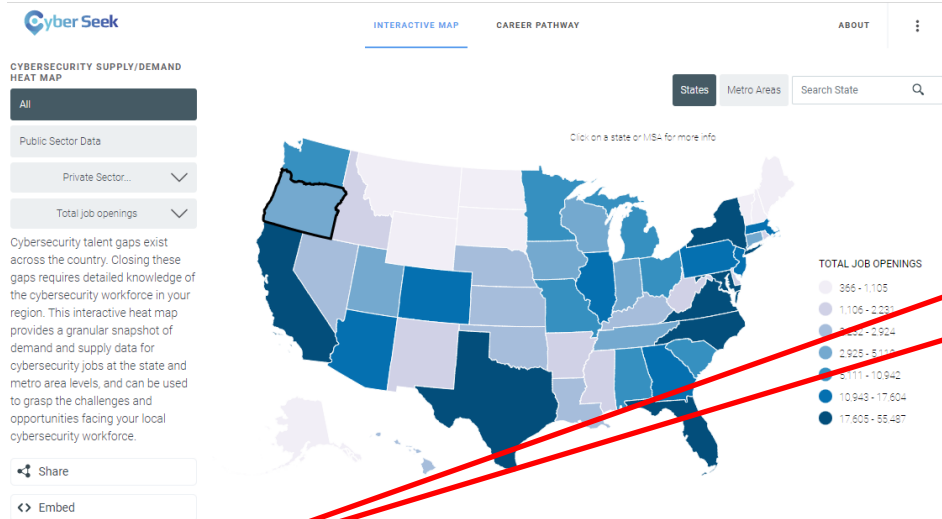 Cyber Seek
INTERACTIVE MAP
CAREER PATHWAY
ABOUT
CYBERSECURITY SUPPLY/DEMAND
HEAT MAP
All
Public Sector Data
Private Sector...
Total job openings
Cybersecurity talent gaps exist
across the country. Closing these
gaps requires detailed knowledge of
the cybersecurity workforce in your
region. This interactive heat map
provides a granular snapshot of
demand and supply data for
cybersecurity jobs at the state and
metro area levels, and can be used
to grasp the challenges and
opportunities facing your local
cybersecurity workforce.
Share
Embed
States
Metro Areas
Search State
Click on a state or MSA for more info
TOTAL JOB OPENINGS
366 - 1,105
1,106 - 2,231
- 2,924
2,925 -
- 10,942
10,943 - 17,604
17,605 - 55,487